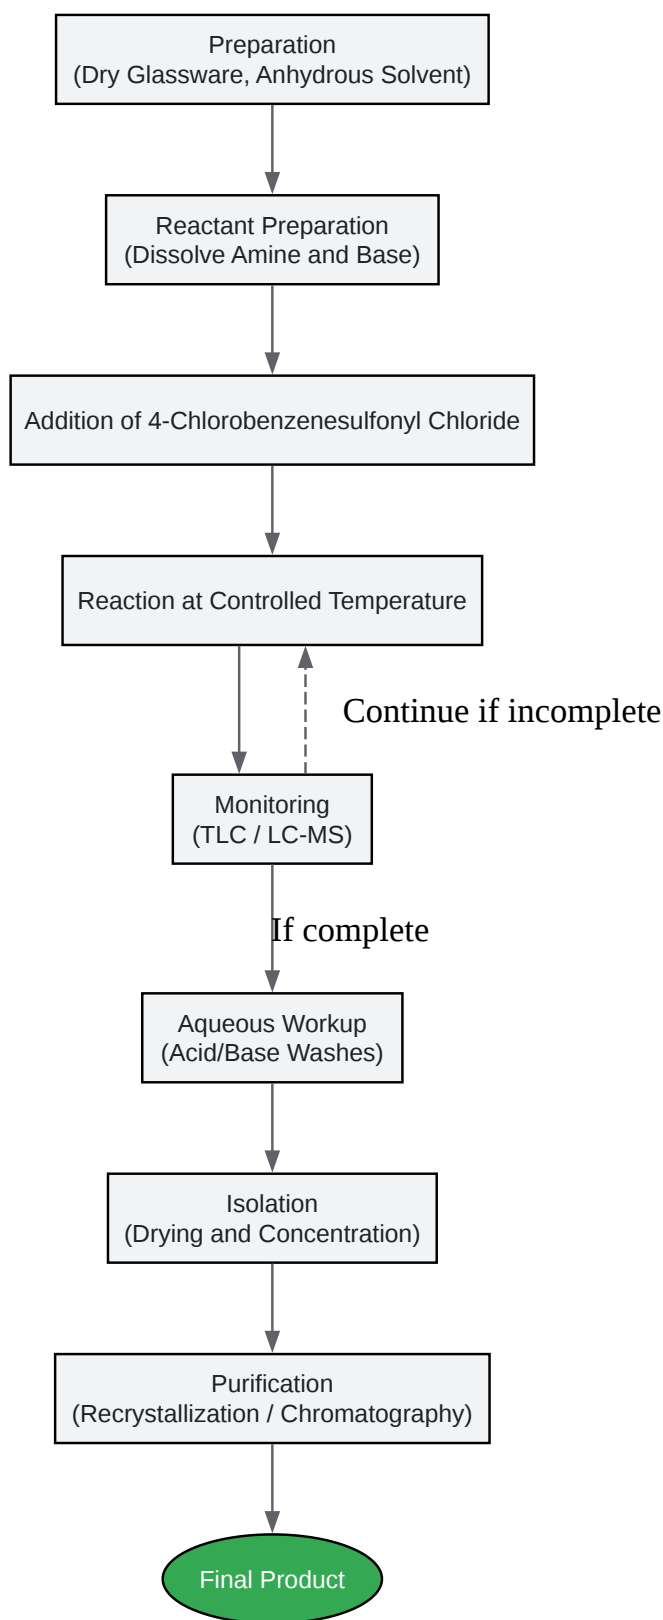 Preparation
(Dry Glassware, Anhydrous Solvent)
Reactant Preparation
(Dissolve Amine and Base)
Addition of 4-Chlorobenzenesulfonyl Chloride
Reaction at Controlled Temperature
Continue if incomplete
Monitoring
(TLC / LC-MS)
If complete
Aqueous Workup
(Acid/Base Washes)
Isolation
(Drying and Concentration)
Purification
(Recrystallization / Chromatography)
Final Product